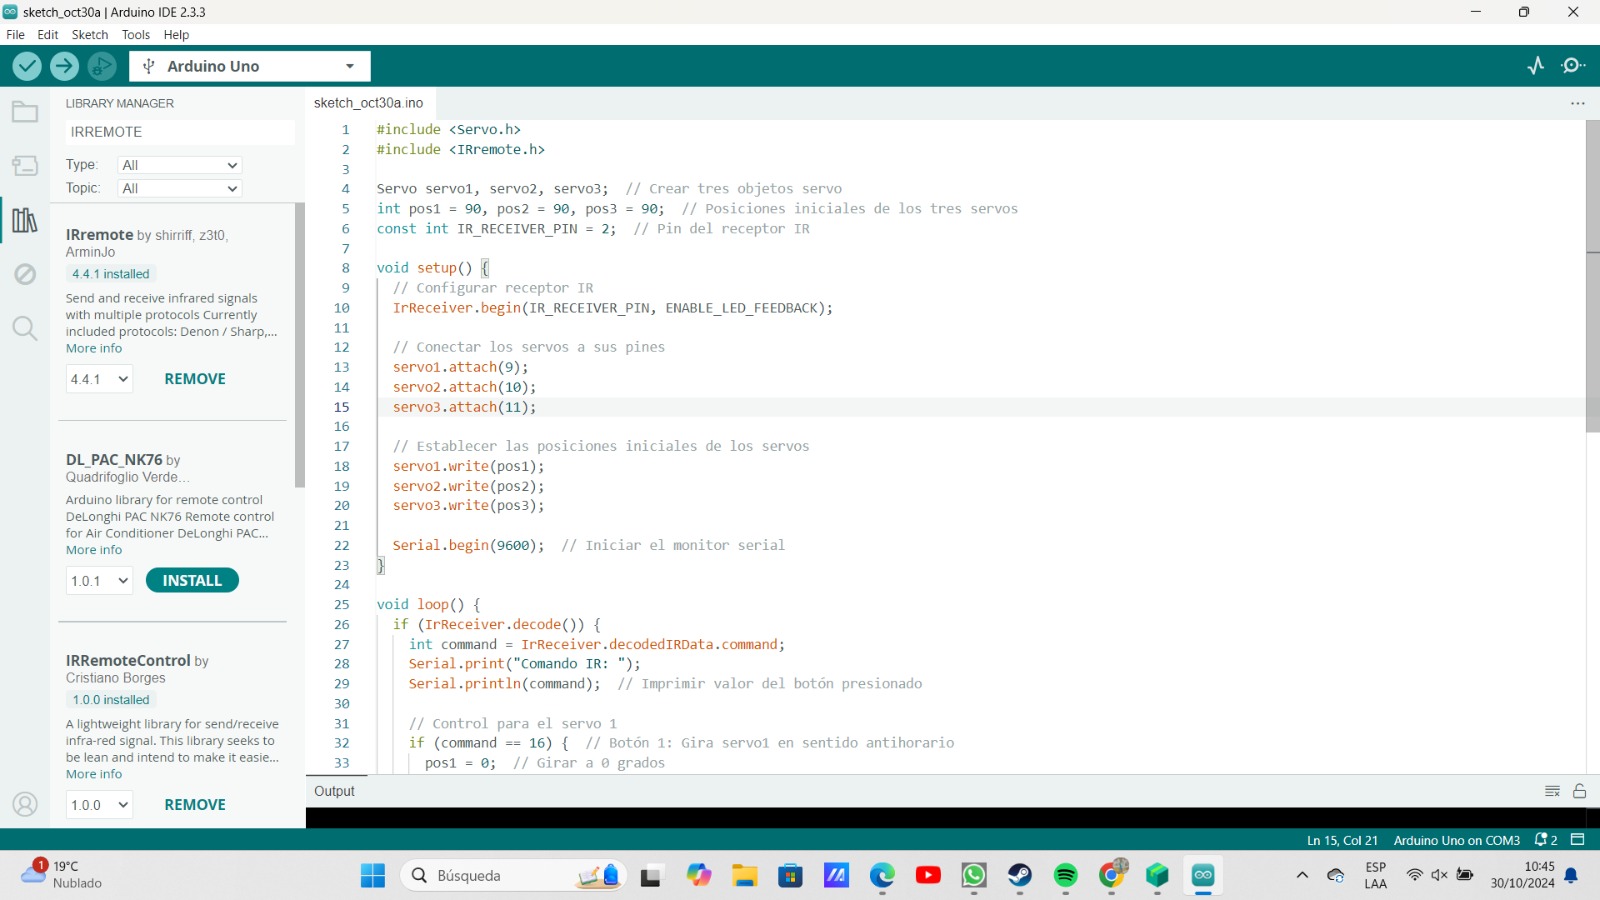 sketch_oct30a | Arduino IDE 2.3.3
File Edit Sketch Tools Help
Arduino Uno
LIBRARY MANAGER
IRREMOTE
Type: All
Topic: All
IRremote by shirriff, z3t0,
ArminJo
4.4.1 installed
Send and receive infrared signals
with multiple protocols Currently
included protocols: Denon / Sharp,...
More info
4.4.1 REMOVE
DL_PAC_NK76 by
Quadrifoglio Verde...
Arduino library for remote control
DeLonghi PAC NK76 Remote control
for Air Conditioner DeLonghi PAC...
More info
1.0.1 INSTALL
IRRemoteControl by
Cristiano Borges
1.0.0 installed
A lightweight library for send/receive
infra-red signal. This library seeks to
be lean and intend to make it easie...
More info
1.0.0 REMOVE
sketch_oct30a.ino
1 #include <Servo.h>
2 #include <IRremote.h>
3
4 Servo servo1, servo2, servo3; // Crear tres objetos servo
5 int pos1 = 90, pos2 = 90, pos3 = 90; // Posiciones iniciales de los tres servos
6 const int IR_RECEIVER_PIN = 2; // Pin del receptor IR
7
8 void setup() {
9 // Configurar receptor IR
10 IrReceiver.begin(IR_RECEIVER_PIN, ENABLE_LED_FEEDBACK);
11
12 // Conectar los servos a sus pines
13 servo1.attach(9);
14 servo2.attach(10);
15 servo3.attach(11);
16
17 // Establecer las posiciones iniciales de los servos
18 servo1.write(pos1);
19 servo2.write(pos2);
20 servo3.write(pos3);
21
22 Serial.begin(9600); // Iniciar el monitor serial
23 }
24
25 void loop() {
26 if (IrReceiver.decode()) {
27 int command = IrReceiver.decodedIRData.command;
28 Serial.print("Comando IR: ");
29 Serial.println(command); // Imprimir valor del botón presionado
30
31 // Control para el servo 1
32 if (command == 16) { // Botón 1: Gira servo1 en sentido antihorario
33 pos1 = 0; // Girar a 0 grados
Output
Ln 15, Col 21 Arduino Uno on COM3 2
1
19°C
Nublado
Búsqueda
ESP
LAA
10:45
30/10/2024